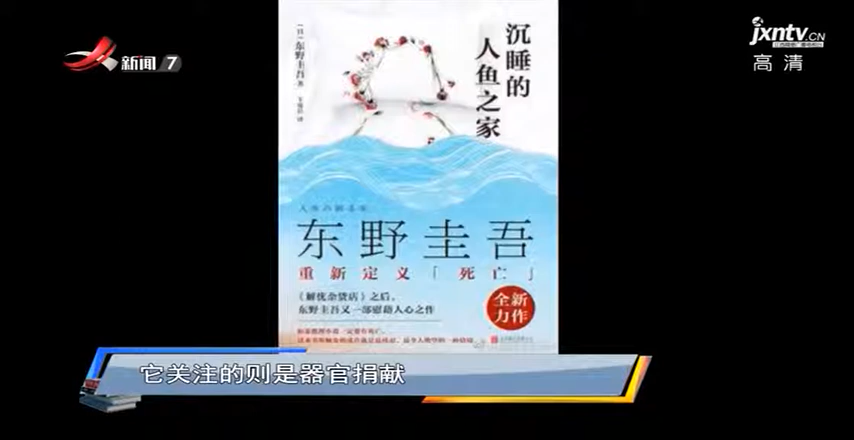 新闻 7
jxntv.CN
高清
沉睡的
人鱼之家
[日] 东野圭吾 著
东野圭吾
重新定义「死亡」
《解忧杂货店》之后,
东野圭吾又一部慰藉人心之作
全新
力作
它关注的则是器官捐献